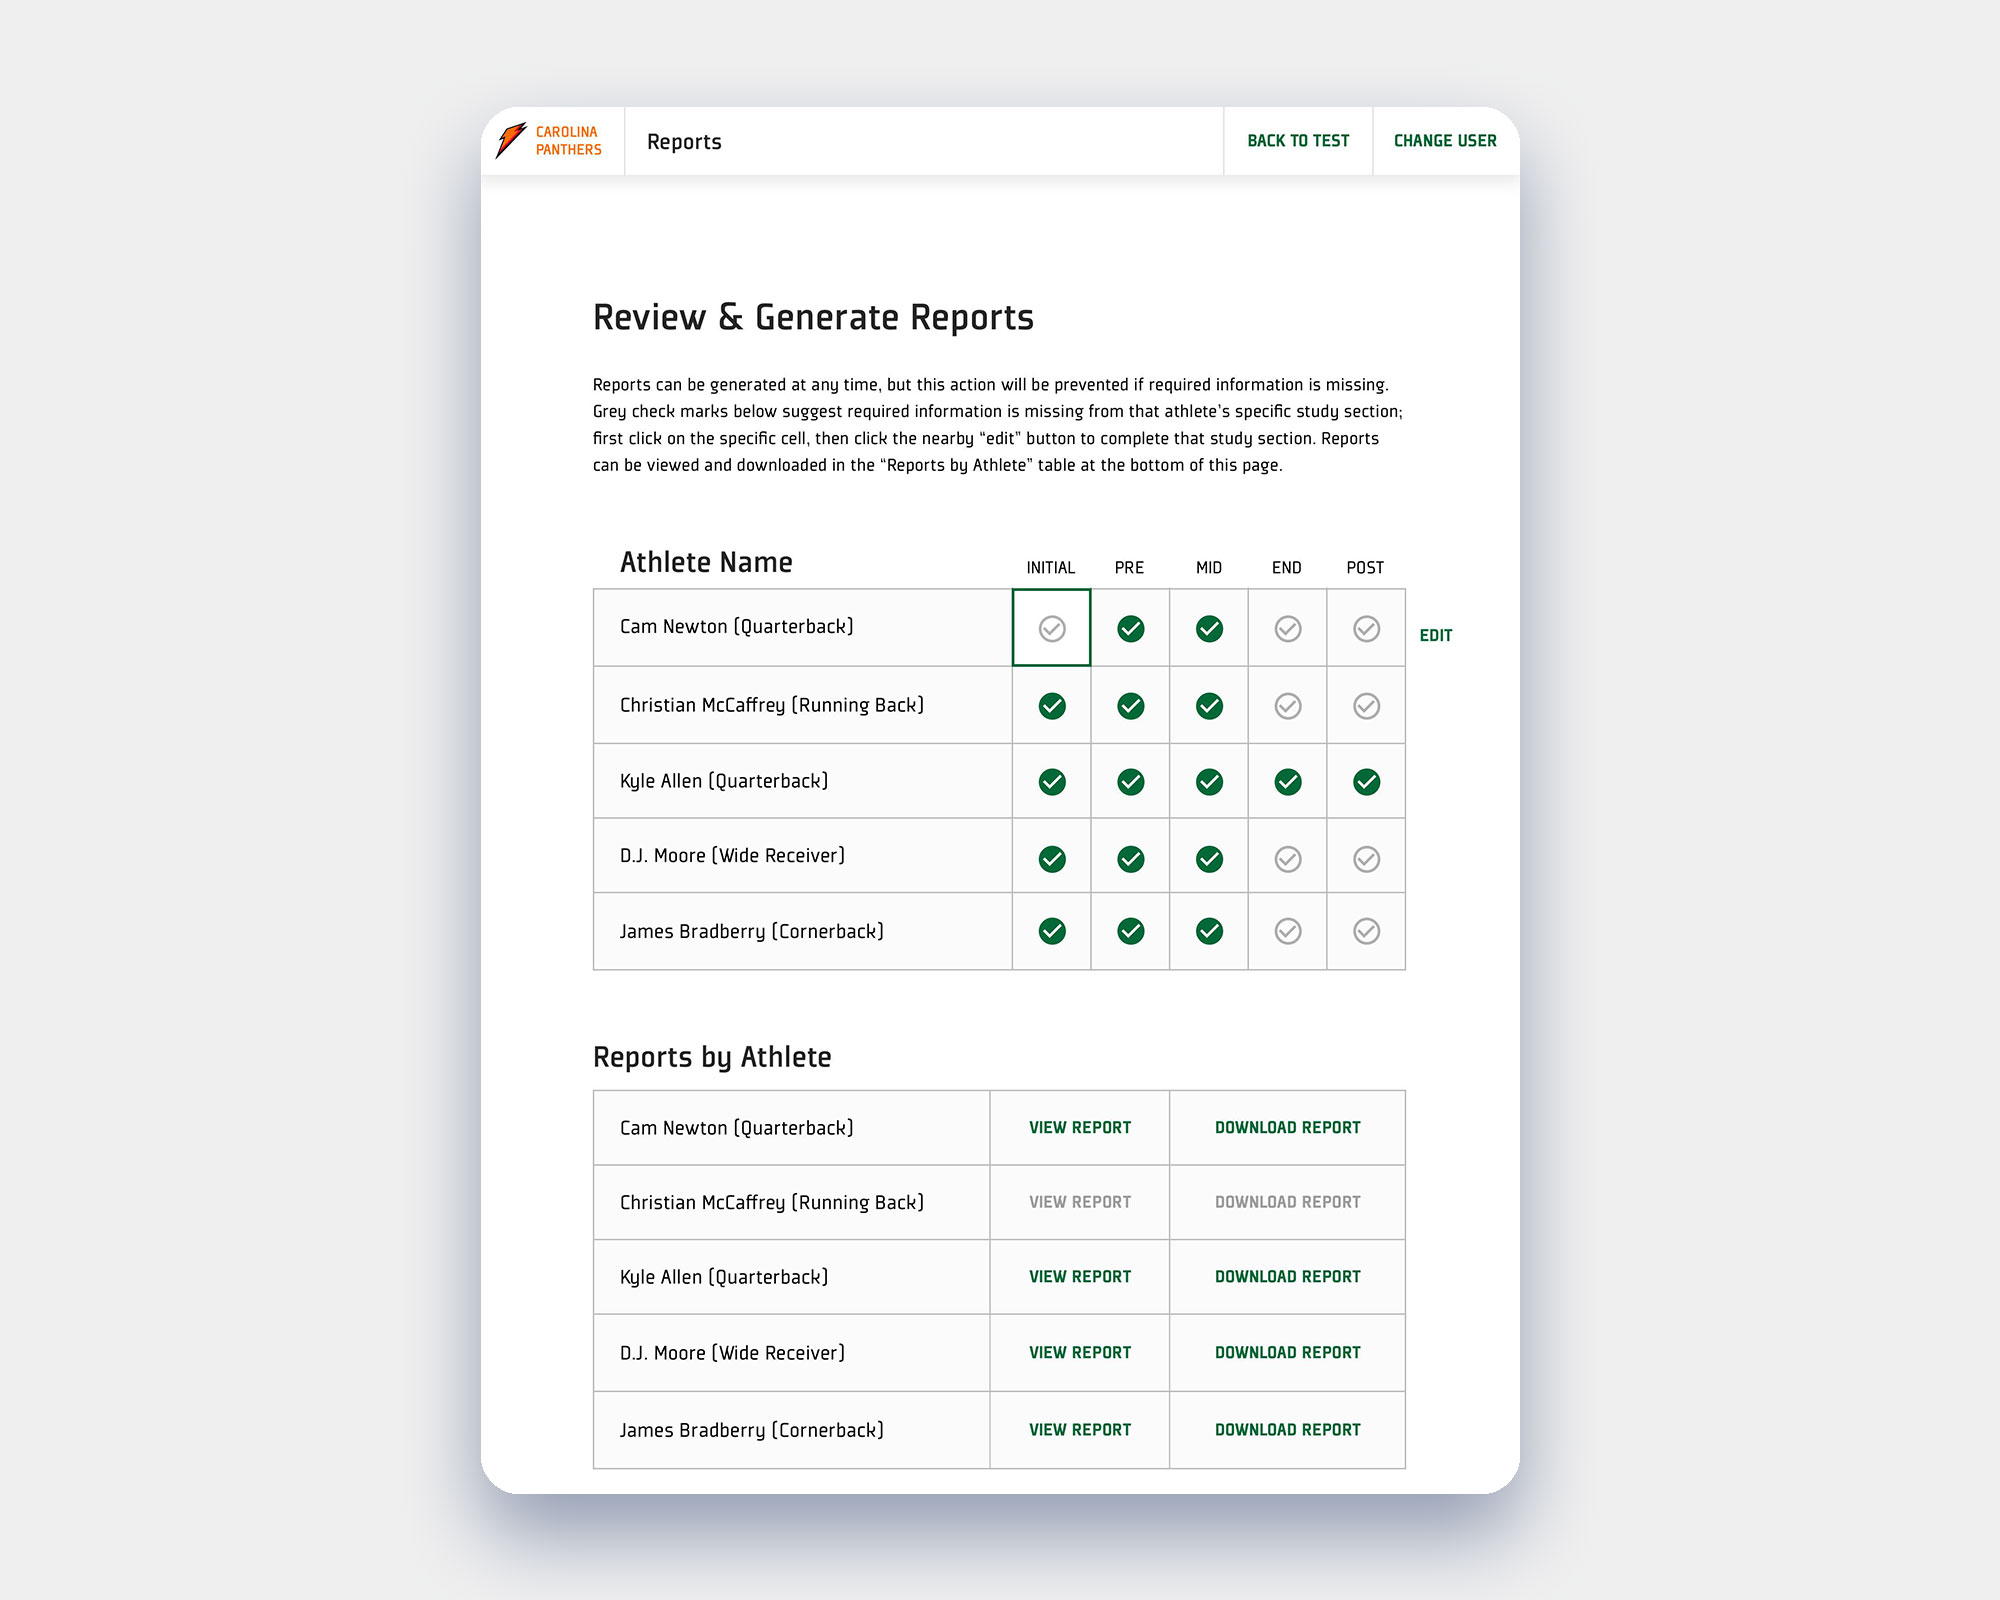 CAROLINA
PANTHERS
Reports
BACK TO TEST
CHANGE USER
Review & Generate Reports
Reports can be generated at any time, but this action will be prevented if required information is missing.
Grey check marks below suggest required information is missing from that athlete’s specific study section;
first click on the specific cell, then click the nearby “edit” button to complete that study section. Reports
can be viewed and downloaded in the “Reports by Athlete” table at the bottom of this page.
Athlete Name INITIAL PRE MID END POST
Cam Newton (Quarterback) EDIT
Christian McCaffrey (Running Back)
Kyle Allen (Quarterback)
D.J. Moore (Wide Receiver)
James Bradberry (Cornerback)
Reports by Athlete
Cam Newton (Quarterback) VIEW REPORT DOWNLOAD REPORT
Christian McCaffrey (Running Back) VIEW REPORT DOWNLOAD REPORT
Kyle Allen (Quarterback) VIEW REPORT DOWNLOAD REPORT
D.J. Moore (Wide Receiver) VIEW REPORT DOWNLOAD REPORT
James Bradberry (Cornerback) VIEW REPORT DOWNLOAD REPORT